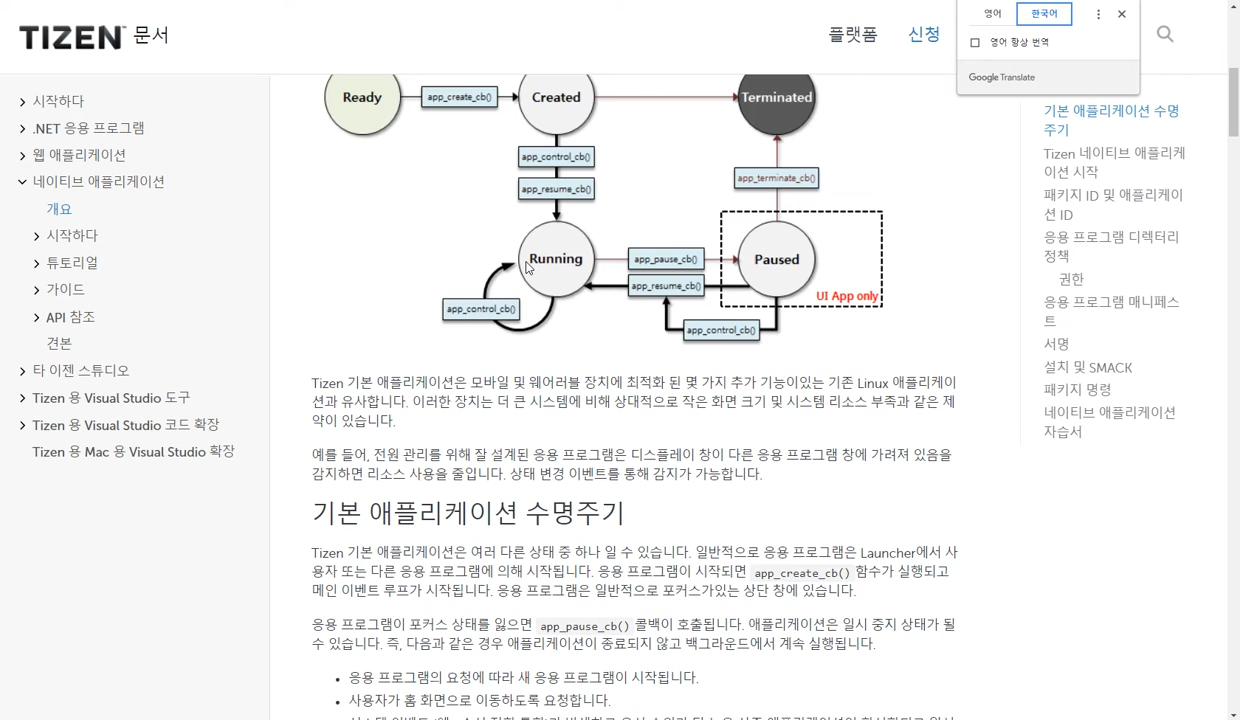 TIZEN™ 문서
플랫폼
신청
영어
한국어
영어 항상 번역
Google Translate
시작하다
.NET 응용 프로그램
웹 애플리케이션
네이티브 애플리케이션
개요
시작하다
튜토리얼
가이드
API 참조
견본
타 이젠 스튜디오
Tizen 용 Visual Studio 도구
Tizen 용 Visual Studio 코드 확장
Tizen 용 Mac 용 Visual Studio 확장
Ready
app_create_cb()
Created
Terminated
app_control_cb()
app_resume_cb()
app_terminate_cb()
Running
app_pause_cb()
Paused
app_resume_cb()
UI App only
app_control_cb()
app_control_cb()
Tizen 기본 애플리케이션은 모바일 및 웨어러블 장치에 최적화 된 몇 가지 추가 기능이있는 기존 Linux 애플리케이
션과 유사합니다. 이러한 장치는 더 큰 시스템에 비해 상대적으로 작은 화면 크기 및 시스템 리소스 부족과 같은 제
약이 있습니다.
예를 들어, 전원 관리를 위해 잘 설계된 응용 프로그램은 디스플레이 창이 다른 응용 프로그램 창에 가려져 있음을
감지하면 리소스 사용을 줄입니다. 상태 변경 이벤트를 통해 감지가 가능합니다.
기본 애플리케이션 수명주기
Tizen 기본 애플리케이션은 여러 다른 상태 중 하나 일 수 있습니다. 일반적으로 응용 프로그램은 Launcher에서 사
용자 또는 다른 응용 프로그램에 의해 시작됩니다. 응용 프로그램이 시작되면 app_create_cb() 함수가 실행되고
메인 이벤트 루프가 시작됩니다. 응용 프로그램은 일반적으로 포커스가있는 상단 창에 있습니다.
응용 프로그램이 포커스 상태를 잃으면 app_pause_cb() 콜백이 호출됩니다. 애플리케이션은 일시 중지 상태가 될
수 있습니다. 즉, 다음과 같은 경우 애플리케이션이 종료되지 않고 백그라운드에서 계속 실행됩니다.
• 응용 프로그램의 요청에 따라 새 응용 프로그램이 시작됩니다.
• 사용자가 홈 화면으로 이동하도록 요청합니다.
기본 애플리케이션 수명
주기
Tizen 네이티브 애플리케
이션 시작
패키지 ID 및 애플리케이
션 ID
응용 프로그램 디렉터리
정책
권한
응용 프로그램 매니페스
트
서명
설치 및 SMACK
패키지 명령
네이티브 애플리케이션
자습서